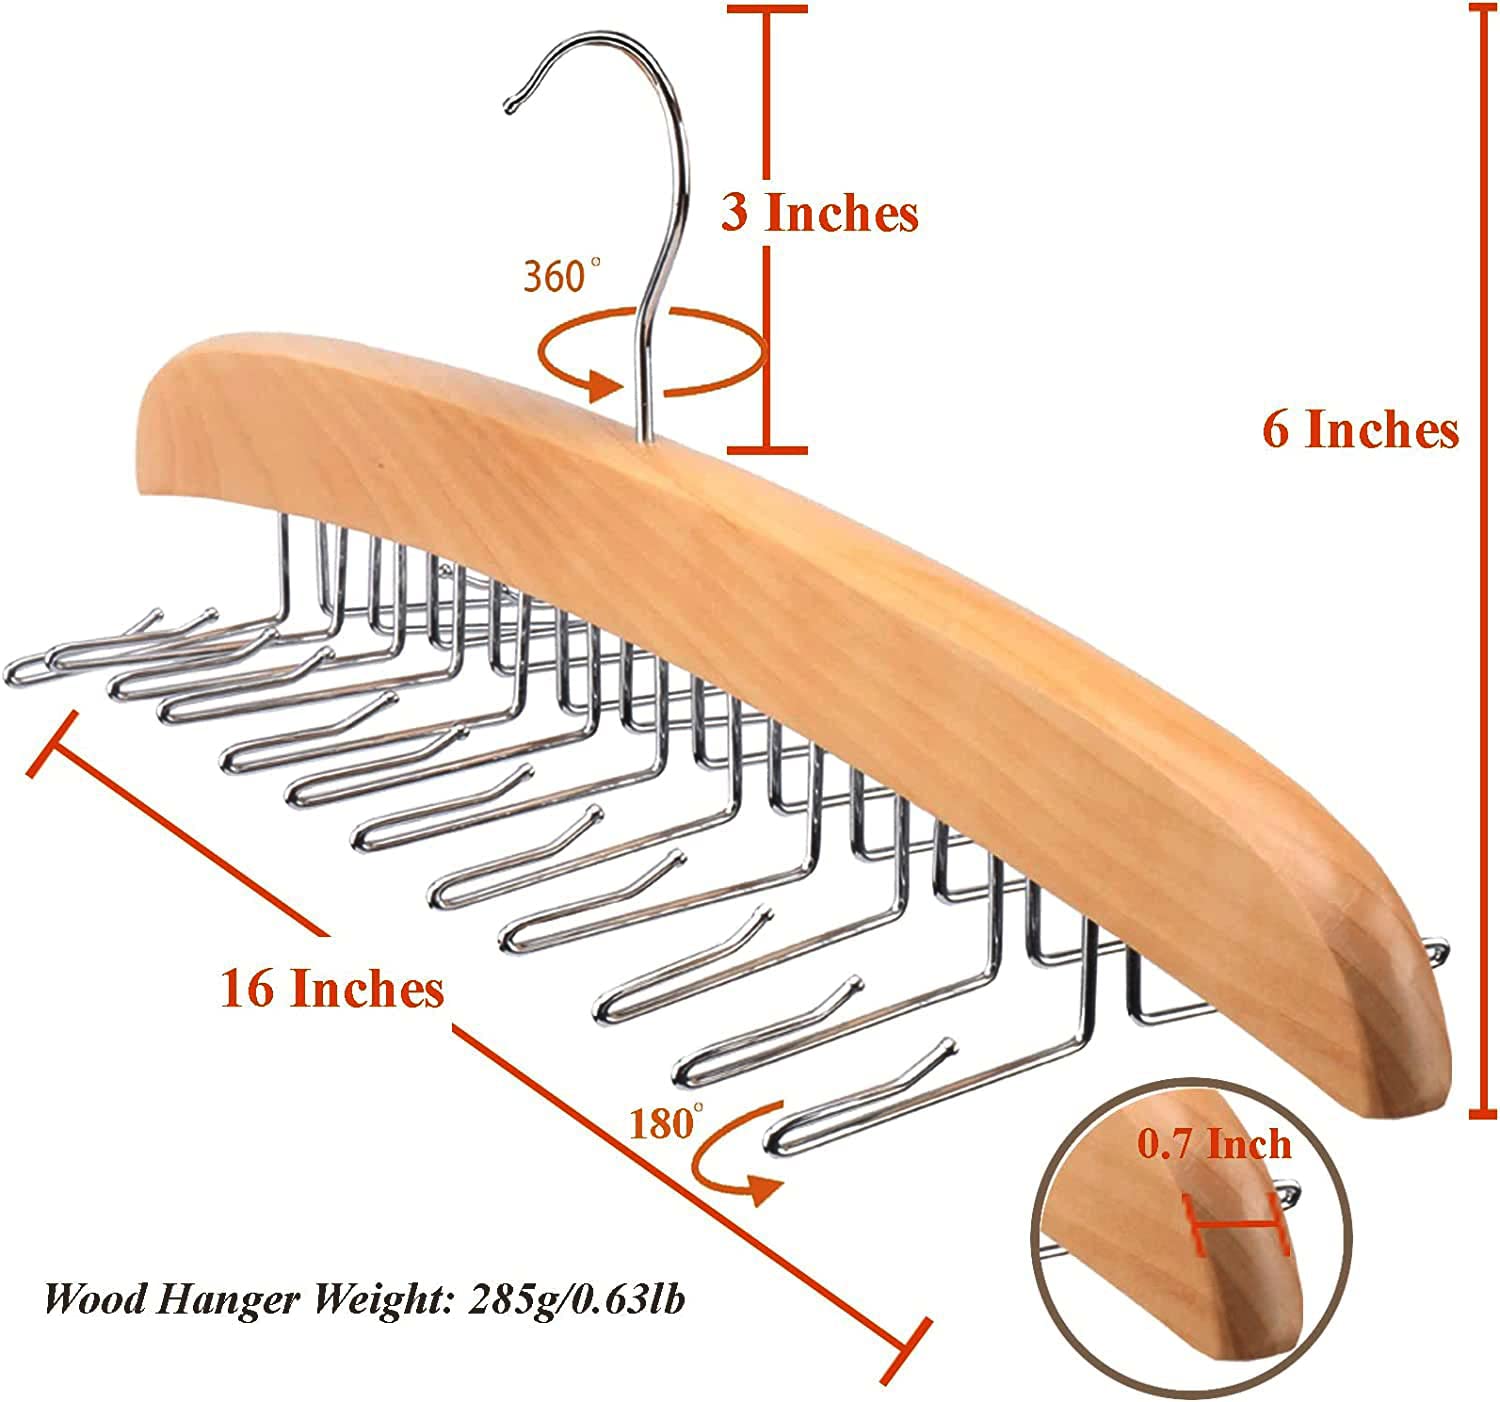 3 Inches
360°
6 Inches
16 Inches
180°
0.7 Inch
Wood Hanger Weight: 285g/0.63lb